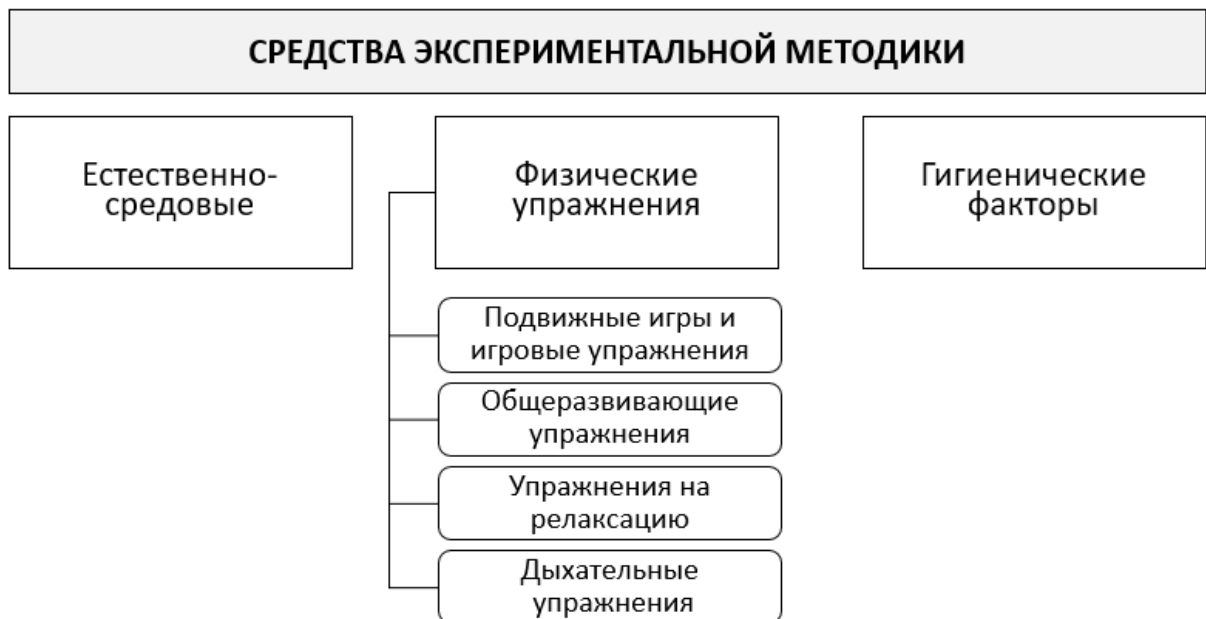 СРЕДСТВА ЭКСПЕРИМЕНТАЛЬНОЙ МЕТОДИКИ
Естественно-
средовые
Физические
упражнения
Гигиенические
факторы
Подвижные игры и
игровые упражнения
Общеразвивающие
упражнения
Упражнения на
релаксацию
Дыхательные
упражнения